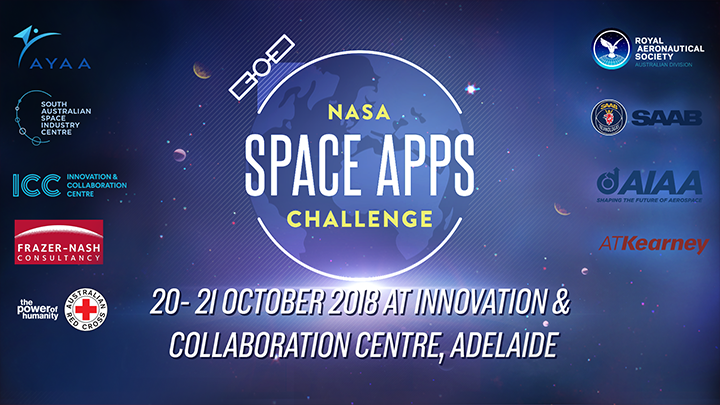 AYAA
SOUTH
AUSTRALIAN
SPACE
INDUSTRY
CENTRE
ICC INNOVATION &
COLLABORATION
CENTRE
FRAZER-NASH
CONSULTANCY
the
power of
humanity
AUSTRALIAN
RED CROSS
NASA
SPACE APPS
CHALLENGE
20- 21 OCTOBER 2018 AT INNOVATION &
COLLABORATION CENTRE, ADELAIDE
ROYAL
AERONAUTICAL
SOCIETY
AUSTRALIAN DIVISION
SAAB
SAAB
AIAA
SHAPING THE FUTURE OF AEROSPACE
ATKearney